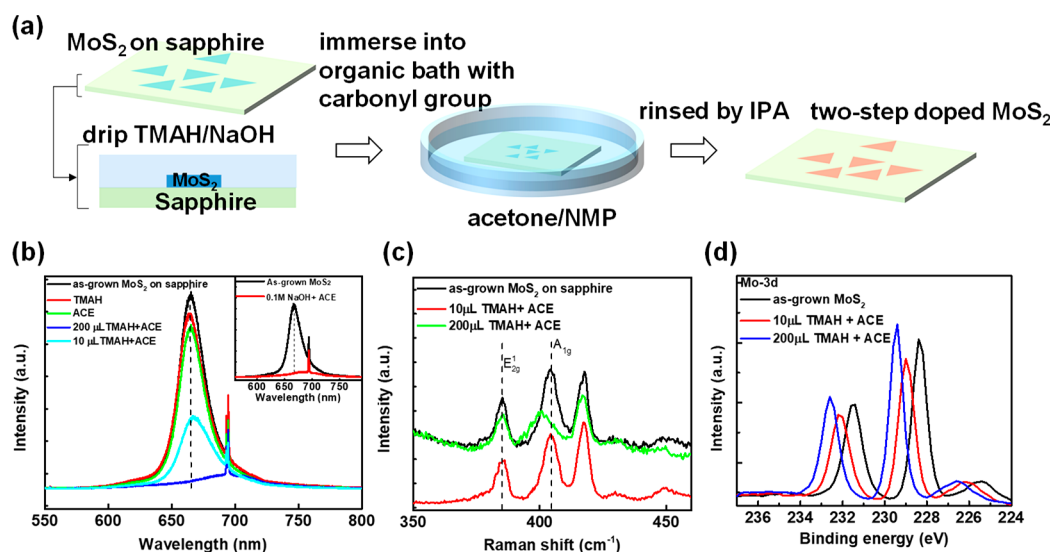 (a)
MoS2 on sapphire
drip TMAH/NaOH
MoS2
Sapphire
immerse into
organic bath with
carbonyl group
acetone/NMP
rinsed by IPA
two-step doped MoS2
(b)
as-grown MoS2 on sapphire
TMAH
ACE
200 μLTMAH+ACE
10 μLTMAH+ACE
As-grown MoS2
0.1M NaOH+ ACE
600 650 700 750
Wavelength (nm)
Intensity (a.u.)
550 600 650 700 750 800
Wavelength (nm)
(c)
as-grown MoS2 on sapphire
10μL TMAH+ ACE
200μL TMAH+ ACE
E12g
A1g
Intensity (a.u.)
350 400 450
Raman shift (cm-1)
(d)
Mo-3d
as-grown MoS2
10μL TMAH + ACE
200μL TMAH + ACE
Intensity (a.u.)
236 234 232 230 228 226 224
Binding energy (eV)